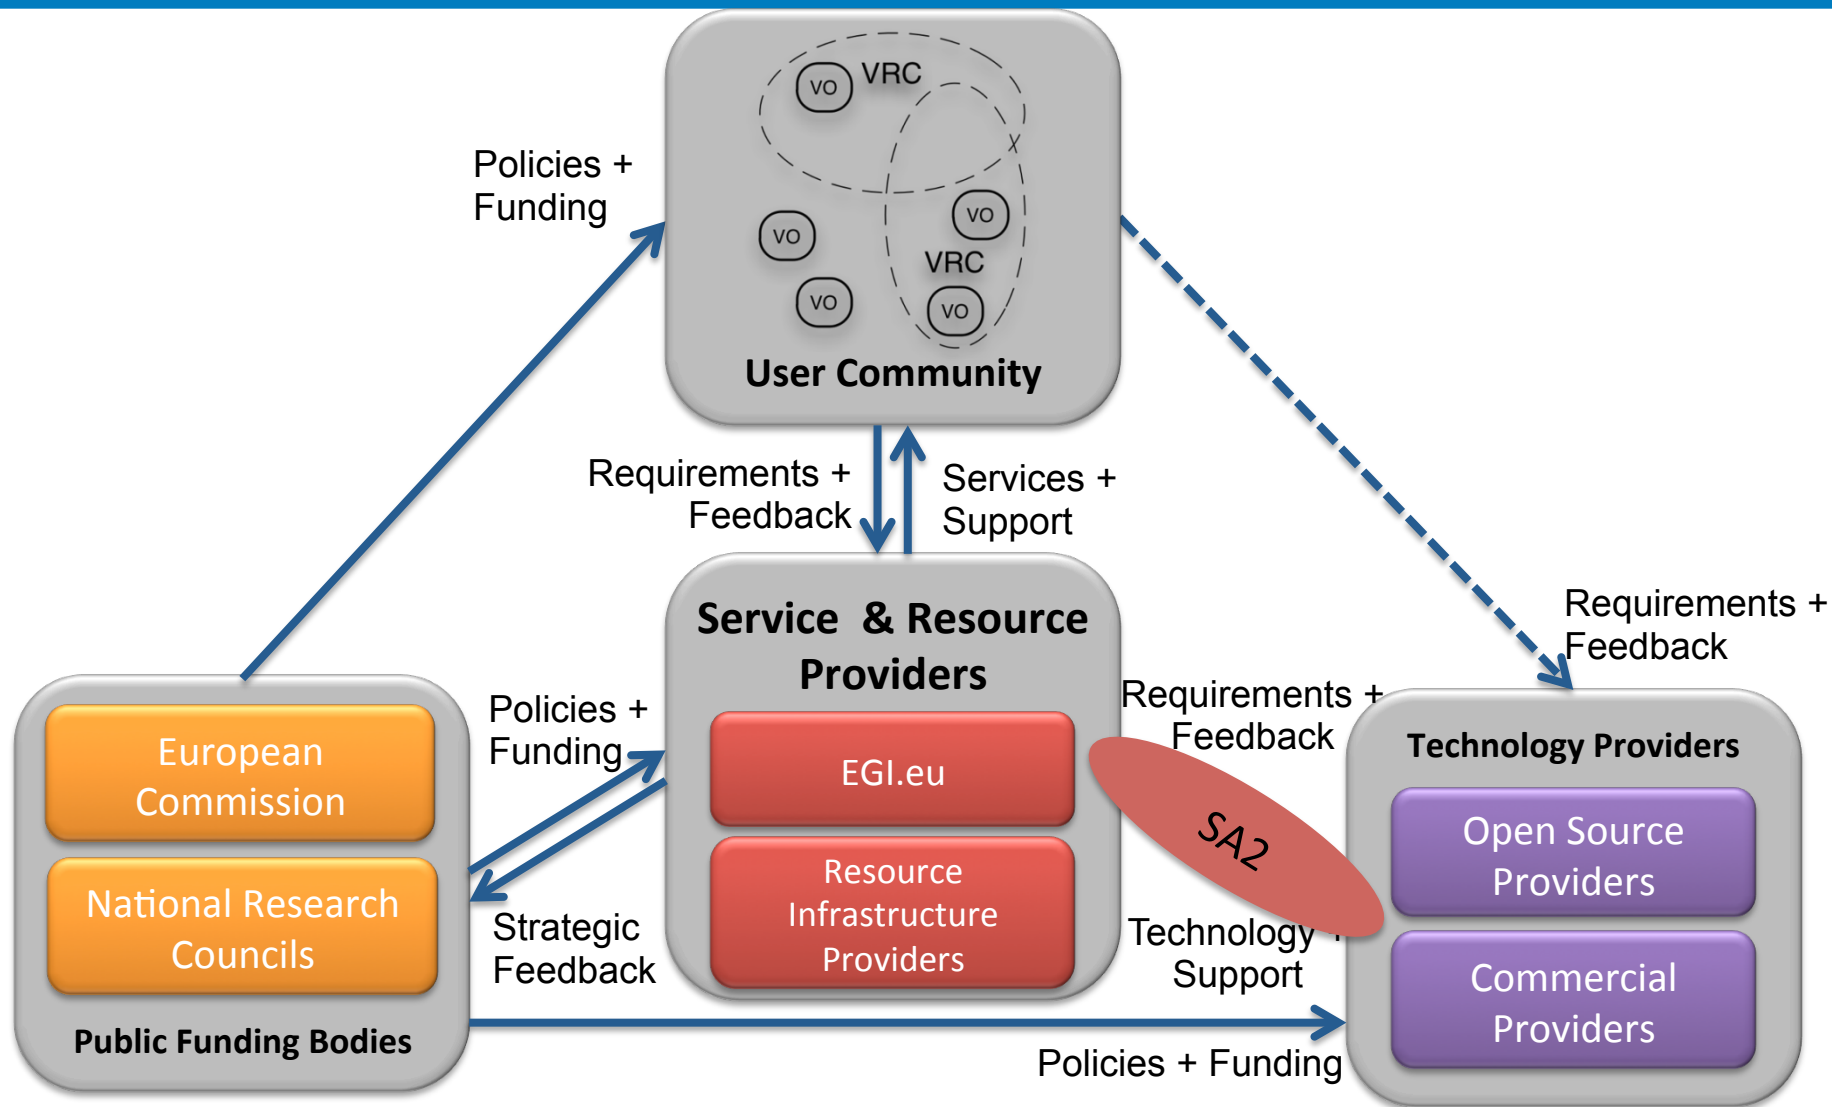 VO
VRC
VO
VO
VRC
VO
VO
User Community
Policies +
Funding
Requirements +
Feedback
Services +
Support
Requirements +
Feedback
Service & Resource
Providers
EGI.eu
Resource
Infrastructure
Providers
Policies +
Funding
Strategic
Feedback
European
Commission
National Research
Councils
Public Funding Bodies
Requirements +
Feedback
SA2
Technology +
Support
Technology Providers
Open Source
Providers
Commercial
Providers
Policies + Funding